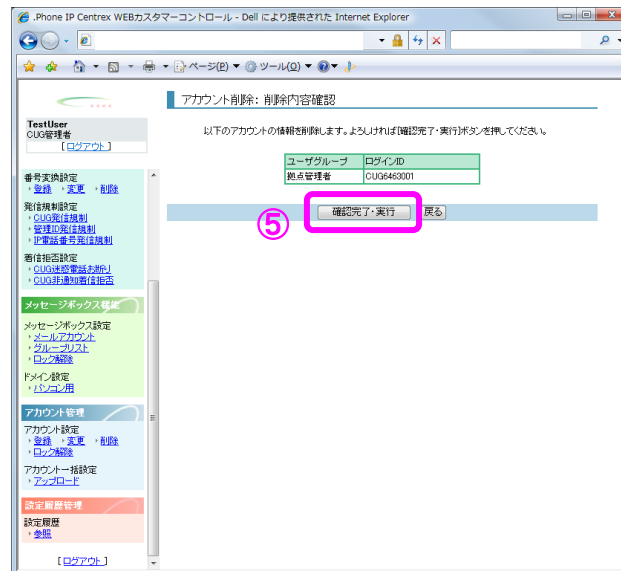 .Phone IP Centrex WEBカスタマーコントロール - Dell により提供された Internet Explorer
ページ(P) ツール(O)
アカウント削除: 削除内容確認
TestUser
CUG管理者
[ログアウト]
以下のアカウントの情報を削除します。よろしければ[確認完了・実行]ボタンを押してください。
ユーザグループ ログインID
拠点管理者 CUG6463001
⑤
確認完了・実行 戻る
番号変換設定
登録 変更 削除
発信規制設定
CUG発信規制
管理ID発信規制
IP電話番号発信規制
着信拒否設定
CUG迷惑電話お断り
CUG非通知着信拒否
メッセージボックス機能
メッセージボックス設定
メールアカウント
グループリスト
ロック解除
ドメイン設定
パソコン用
アカウント管理
アカウント設定
登録 変更 削除
ロック解除
アカウント一括設定
アップロード
設定履歴管理
設定履歴
参照
[ログアウト]